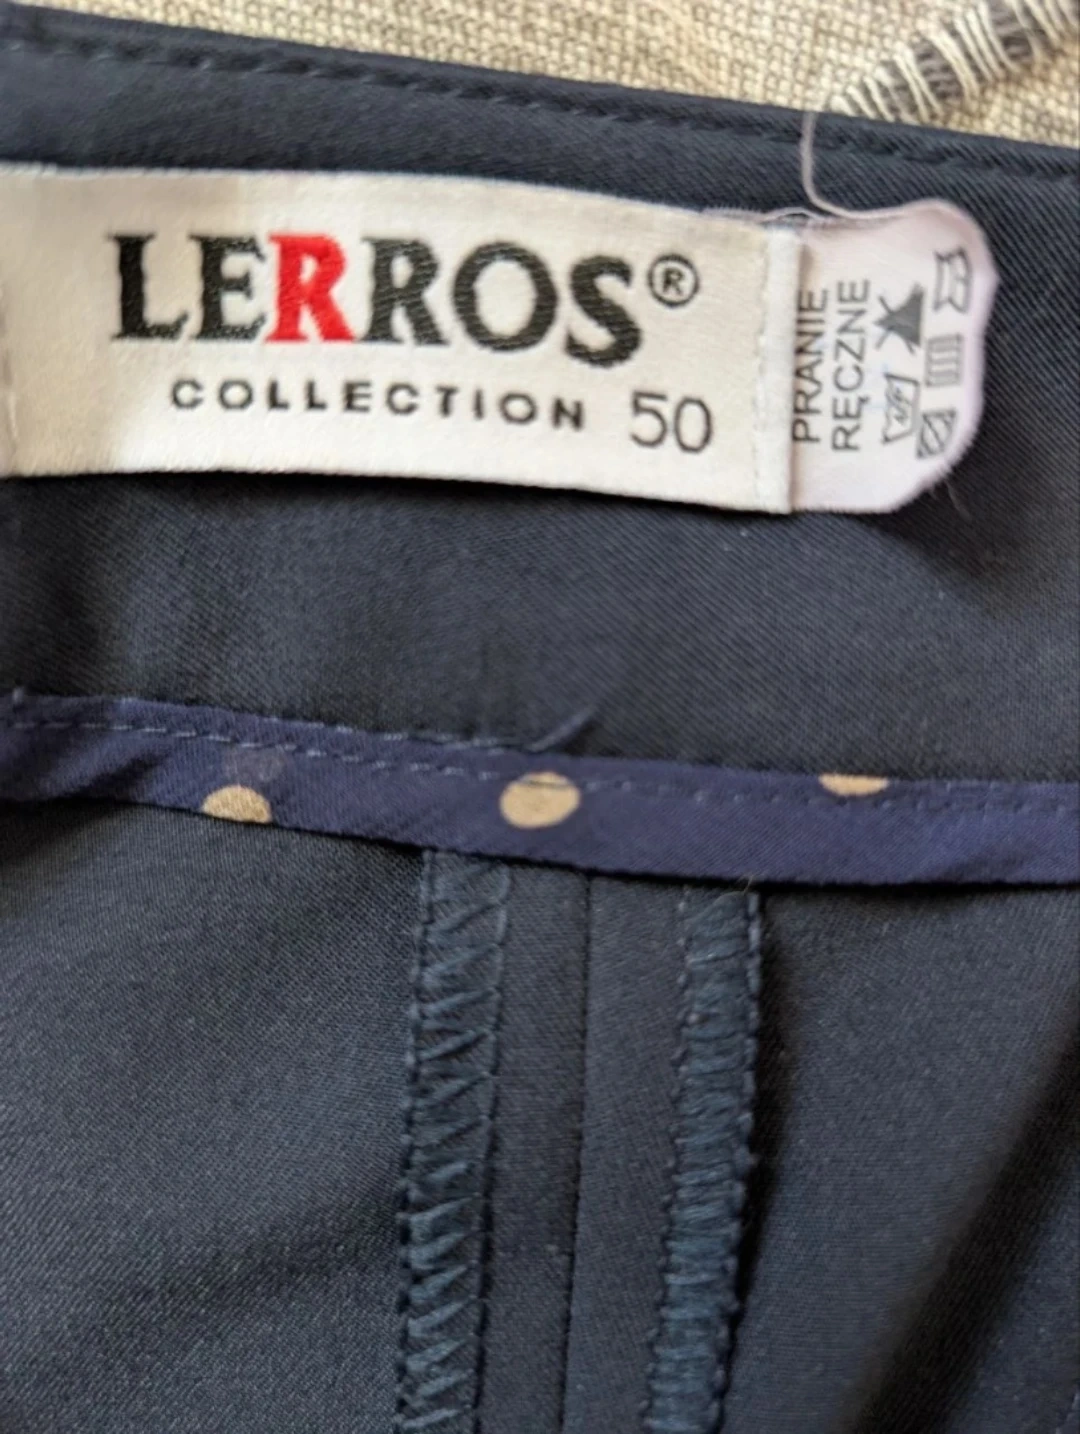 LERROS®
COLLECTION 50
PRANIE
RĘCZNE